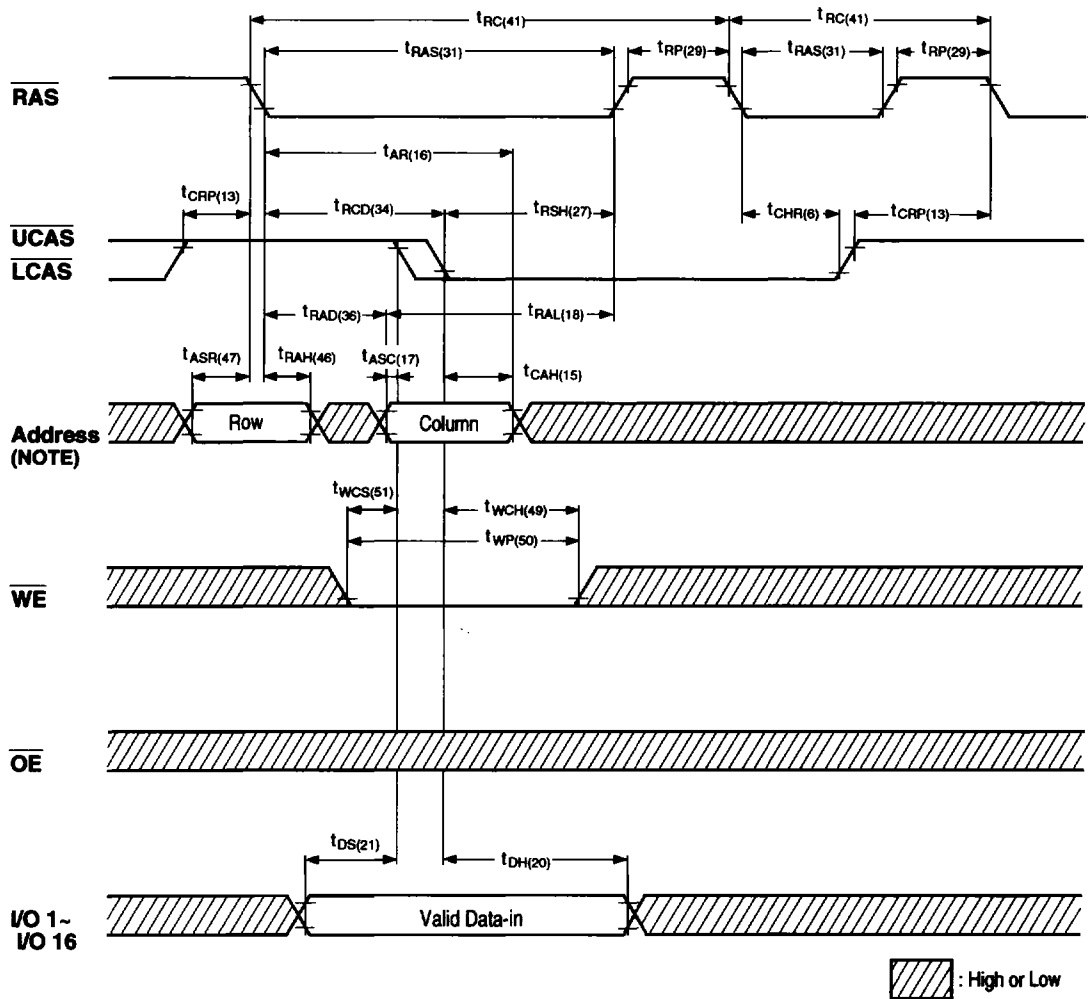 tRC(41) tRC(41)
tRAS(31) tRP(29) tRAS(31) tRP(29)
RAS
tAR(16)
tCRP(13) tRCD(34) tRSH(27) tCHR(6) tCRP(13)
UCAS
LCAS
tRAD(36) tRAL(18)
tASR(47) tRAH(46) tASC(17) tCAH(15)
Row Column
Address
(NOTE)
tWCS(51) tWCH(49)
tWP(50)
WE
OE
tDS(21) tDH(20)
I/O 1~
I/O 16
Valid Data-in
: High or Low